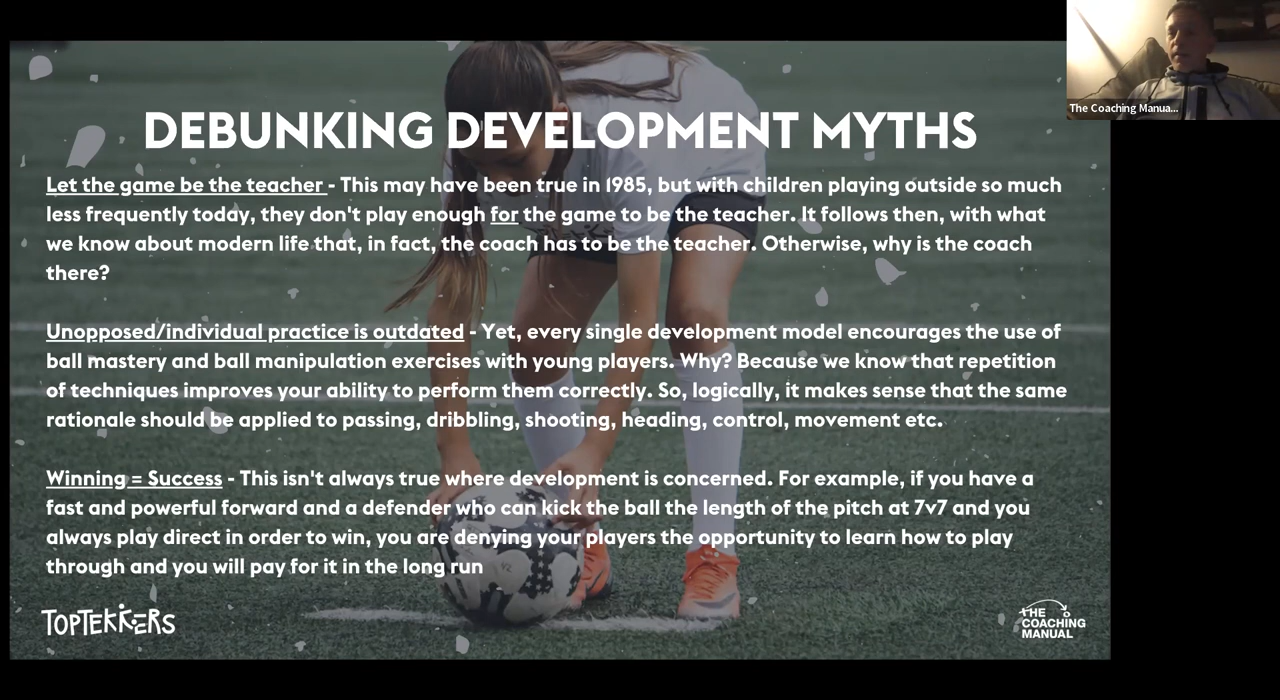 The Coaching Manua...
DEBUNKING DEVELOPMENT MYTHS
Let the game be the teacher - This may have been true in 1985, but with children playing outside so much
less frequently today, they don't play enough for the game to be the teacher. It follows then, with what
we know about modern life that, in fact, the coach has to be the teacher. Otherwise, why is the coach
there?
Unopposed/individual practice is outdated - Yet, every single development model encourages the use of
ball mastery and ball manipulation exercises with young players. Why? Because we know that repetition
of techniques improves your ability to perform them correctly. So, logically, it makes sense that the same
rationale should be applied to passing, dribbling, shooting, heading, control, movement etc.
Winning = Success - This isn't always true where development is concerned. For example, if you have a
fast and powerful forward and a defender who can kick the ball the length of the pitch at 7v7 and you
always play direct in order to win, you are denying your players the opportunity to learn how to play
through and you will pay for it in the long run
TOPTEKKERS
THE
COACHING
MANUAL